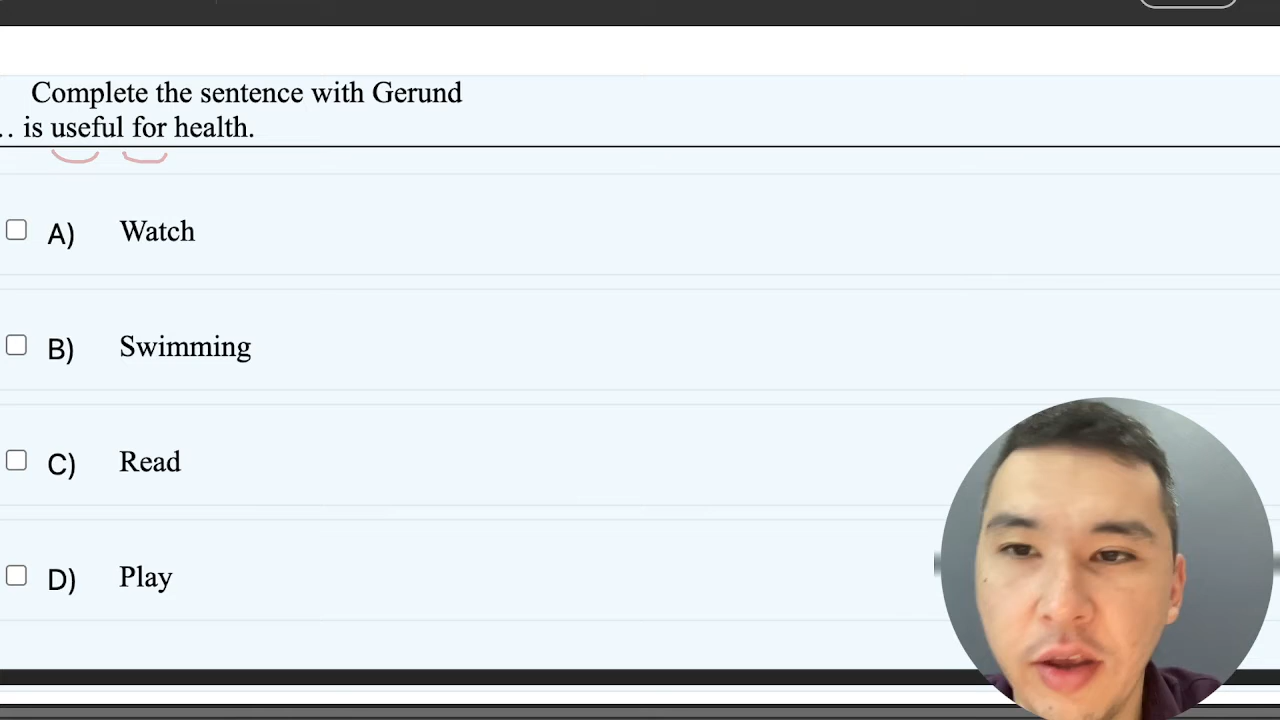 Complete the sentence with Gerund
.. is useful for health.
A) Watch
B) Swimming
C) Read
D) Play